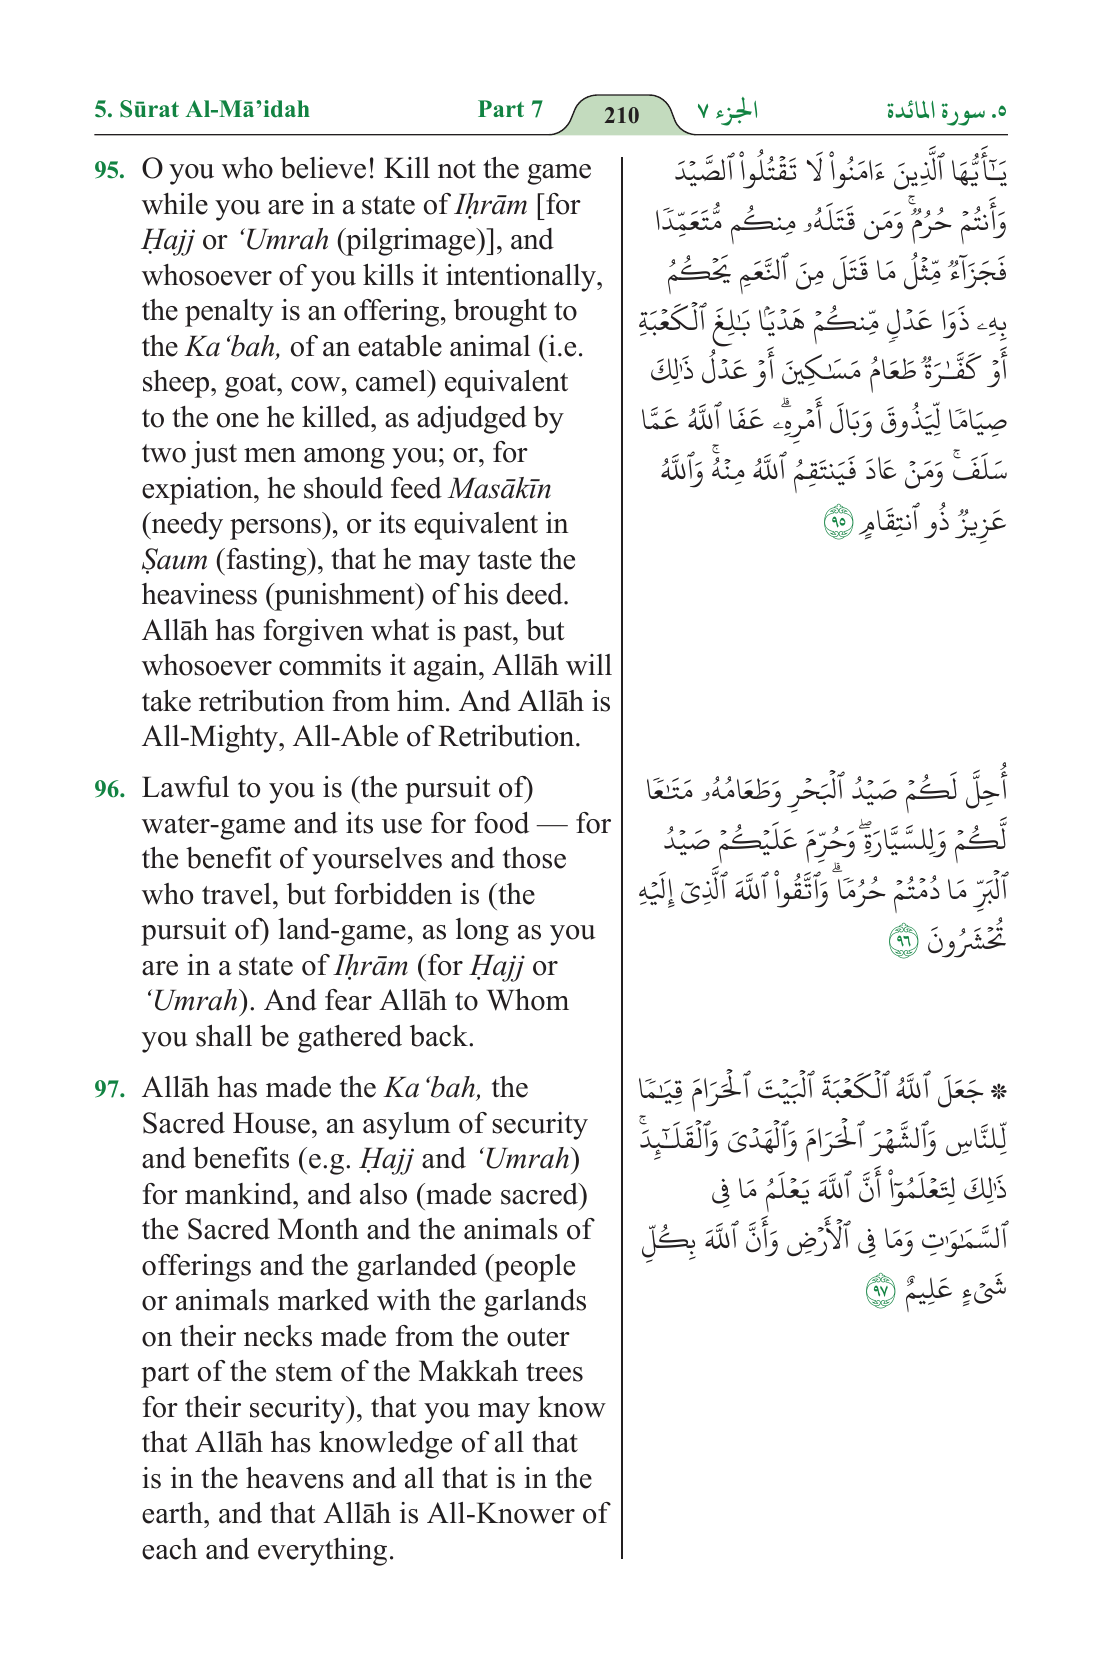 5. Sūrat Al-Mā’idah Part 7 210 الجزء ٧ ٥. سورة المائدة
95. O you who believe! Kill not the game
while you are in a state of Iḥrām [for
Ḥajj or ‘Umrah (pilgrimage)], and
whosoever of you kills it intentionally,
the penalty is an offering, brought to
the Ka‘bah, of an eatable animal (i.e.
sheep, goat, cow, camel) equivalent
to the one he killed, as adjudged by
two just men among you; or, for
expiation, he should feed Masākīn
(needy persons), or its equivalent in
Ṣaum (fasting), that he may taste the
heaviness (punishment) of his deed.
Allāh has forgiven what is past, but
whosoever commits it again, Allāh will
take retribution from him. And Allāh is
All-Mighty, All-Able of Retribution.
يَـٰٓأَيُّهَا ٱلَّذِينَ ءَامَنُوا۟ لَا تَقْتُلُوا۟ ٱلصَّيْدَ
وَأَنتُمْ حُرُمٌ ۚ وَمَن قَتَلَهُۥ مِنكُم مُّتَعَمِّدًا
فَجَزَآءٌ مِّثْلُ مَا قَتَلَ مِنَ ٱلنَّعَمِ يَحْكُمُ
بِهِۦ ذَوَا عَدْلٍ مِّنكُمْ هَدْيًۢا بَـٰلِغَ ٱلْكَعْبَةِ
أَوْ كَفَّـٰرَةٌ طَعَامُ مَسَـٰكِينَ أَوْ عَدْلُ ذَٰلِكَ
صِيَامًا لِّيَذُوقَ وَبَالَ أَمْرِهِۦ ۗ عَفَا ٱللَّهُ عَمَّا
سَلَفَ ۚ وَمَنْ عَادَ فَيَنتَقِمُ ٱللَّهُ مِنْهُ ۗ وَٱللَّهُ
عَزِيزٌ ذُو ٱنتِقَامٍ ٩٥
96. Lawful to you is (the pursuit of)
water-game and its use for food — for
the benefit of yourselves and those
who travel, but forbidden is (the
pursuit of) land-game, as long as you
are in a state of Iḥrām (for Ḥajj or
‘Umrah). And fear Allāh to Whom
you shall be gathered back.
أُحِلَّ لَكُمْ صَيْدُ ٱلْبَحْرِ وَطَعَامُهُۥ مَتَـٰعًا
لَّكُمْ وَلِلسَّيَّارَةِ ۖ وَحُرِّمَ عَلَيْكُمْ صَيْدُ
ٱلْبَرِّ مَا دُمْتُمْ حُرُمًا ۗ وَٱتَّقُوا۟ ٱللَّهَ ٱلَّذِىٓ إِلَيْهِ
تُحْشَرُونَ ٩٦
97. Allāh has made the Ka‘bah, the
Sacred House, an asylum of security
and benefits (e.g. Ḥajj and ‘Umrah)
for mankind, and also (made sacred)
the Sacred Month and the animals of
offerings and the garlanded (people
or animals marked with the garlands
on their necks made from the outer
part of the stem of the Makkah trees
for their security), that you may know
that Allāh has knowledge of all that
is in the heavens and all that is in the
earth, and that Allāh is All-Knower of
each and everything.
✽ جَعَلَ ٱللَّهُ ٱلْكَعْبَةَ ٱلْبَيْتَ ٱلْحَرَامَ قِيَـٰمًا
لِّلنَّاسِ وَٱلشَّهْرَ ٱلْحَرَامَ وَٱلْهَدْىَ وَٱلْقَلَـٰٓئِدَ ۚ
ذَٰلِكَ لِتَعْلَمُوٓا۟ أَنَّ ٱللَّهَ يَعْلَمُ مَا فِى
ٱلسَّمَـٰوَٰتِ وَمَا فِى ٱلْأَرْضِ وَأَنَّ ٱللَّهَ بِكُلِّ
شَىْءٍ عَلِيمٌ ٩٧